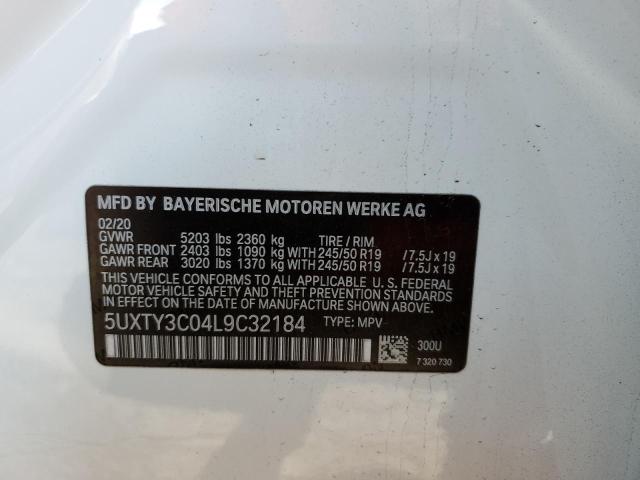 MFD BY BAYERISCHE MOTOREN WERKE AG
02/20
GVWR 5203 lbs 2360 kg TIRE / RIM
GAWR FRONT 2403 lbs 1090 kg WITH 245/50 R19 /7.5J x 19
GAWR REAR 3020 lbs 1370 kg WITH 245/50 R19 /7.5J x 19
THIS VEHICLE CONFORMS TO ALL APPLICABLE U. S. FEDERAL
MOTOR VEHICLE SAFETY AND THEFT PREVENTION STANDARDS
IN EFFECT ON THE DATE OF MANUFACTURE SHOWN ABOVE.
5UXTY3C04L9C32184 TYPE: MPV
300U
7 320 730